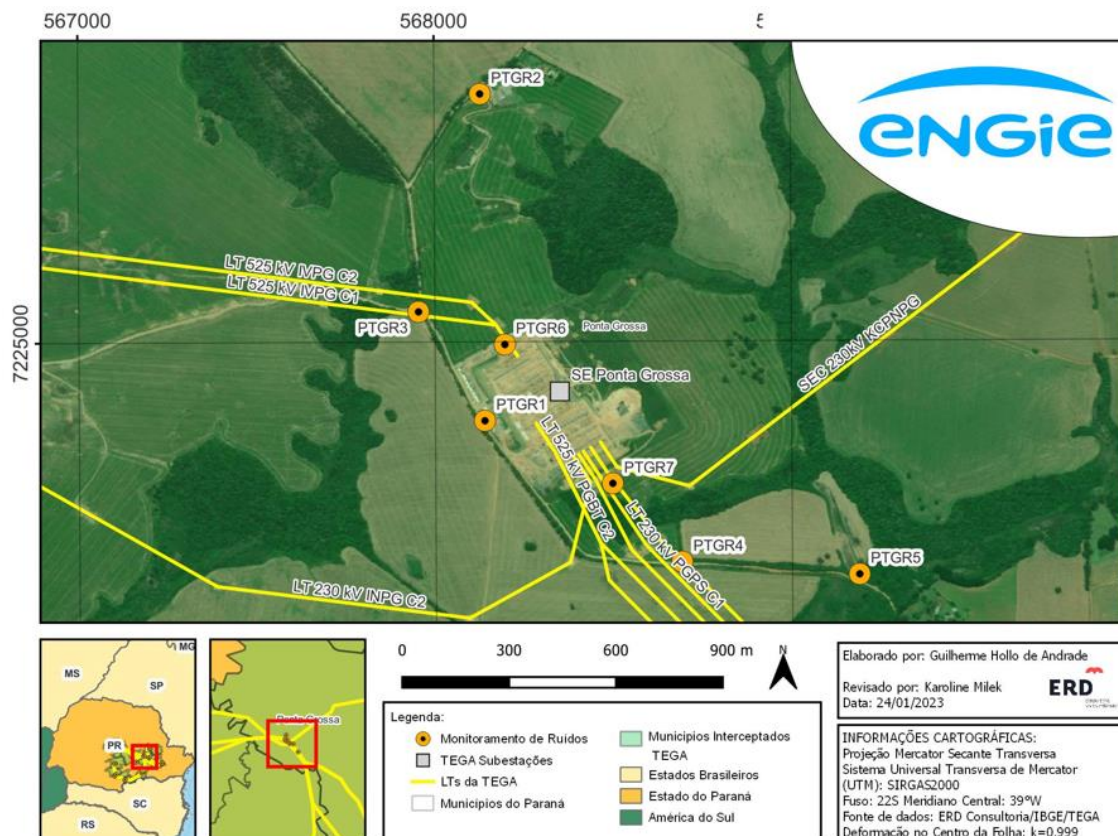 567000
568000
PTGR2
ENGIE
LT 525 kV IVPG C2
LT 525 kV IVPG C1
PTGR3
PTGR6
Ponta Grossa
7225000
SE Ponta Grossa
SEC 230kV KCPNPG
PTGR1
LT 525 kV PGBT C2
PTGR7
LT 230 kV PGPS C1
PTGR4
PTGR5
LT 230 kV INPG C2
MG
MS
SP
PR
SC
RS
Ponta Grossa
0 300 600 900 m
N
Legenda:
Monitoramento de Ruídos
TEGA Subestações
LTs da TEGA
Municípios do Paraná
Municípios Interceptados
TEGA
Estados Brasileiros
Estado do Paraná
América do Sul
Elaborado por: Guilherme Hollo de Andrade
Revisado por: Karoline Milek
Data: 24/01/2023
ERD
INFORMAÇÕES CARTOGRÁFICAS:
Projeção Mercator Secante Transversa
Sistema Universal Transversa de Mercator
(UTM): SIRGAS2000
Fuso: 22S Meridiano Central: 39°W
Fonte de dados: ERD Consultoria/IBGE/TEGA
Deformação no Centro da Folha: k=0.999